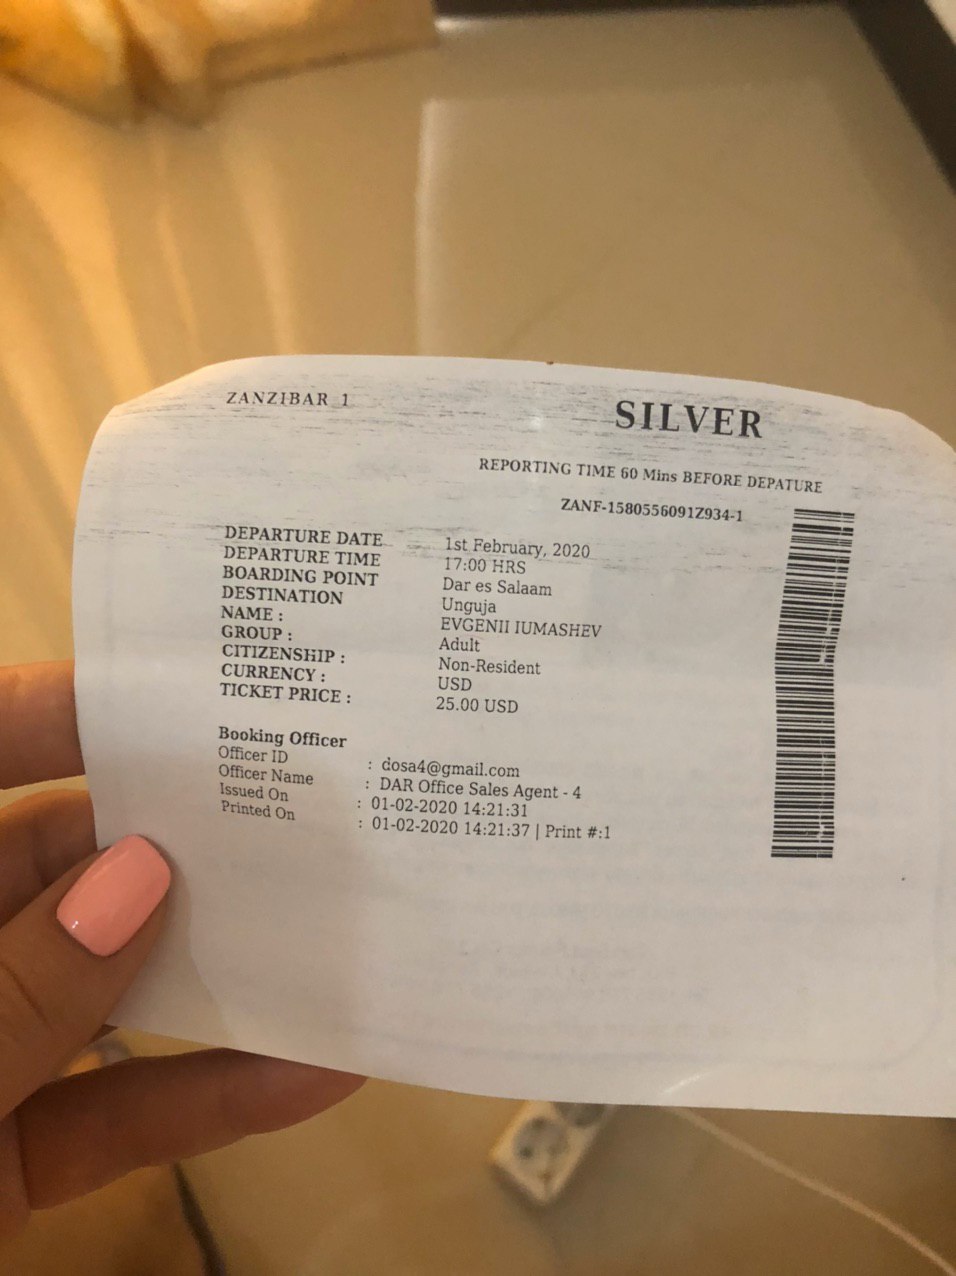 ZANZIBAR 1
SILVER
REPORTING TIME 60 Mins BEFORE DEPATURE
ZANF-1580556091Z934-1
DEPARTURE DATE 1st February, 2020
DEPARTURE TIME 17:00 HRS
BOARDING POINT Dar es Salaam
DESTINATION Unguja
NAME : EVGENII IUMASHEV
GROUP : Adult
CITIZENSHIP : Non-Resident
CURRENCY : USD
TICKET PRICE : 25.00 USD
Booking Officer
Officer ID : dosa4@gmail.com
Officer Name : DAR Office Sales Agent - 4
Issued On : 01-02-2020 14:21:31
Printed On : 01-02-2020 14:21:37 | Print #:1